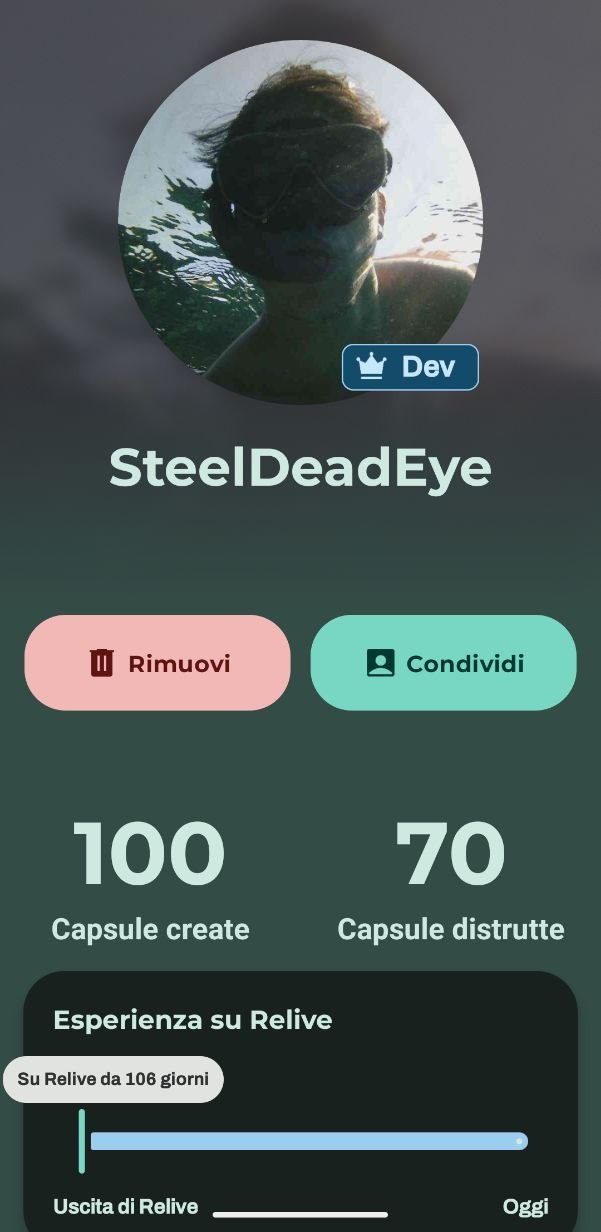 Dev
SteelDeadEye
Rimuovi
Condividi
100
70
Capsule create
Capsule distrutte
Esperienza su Relive
Su Relive da 106 giorni
Uscita di Relive
Oggi